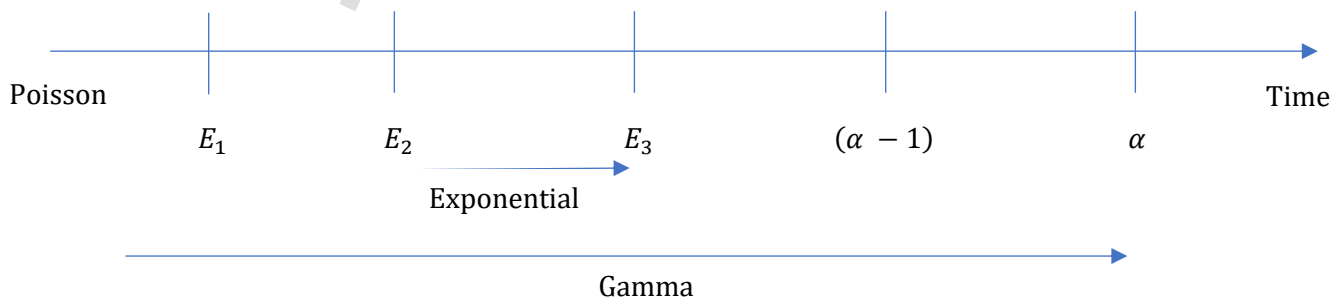 Poisson
Time
E₁ E₂ E₃ (α − 1) α
Exponential
Gamma